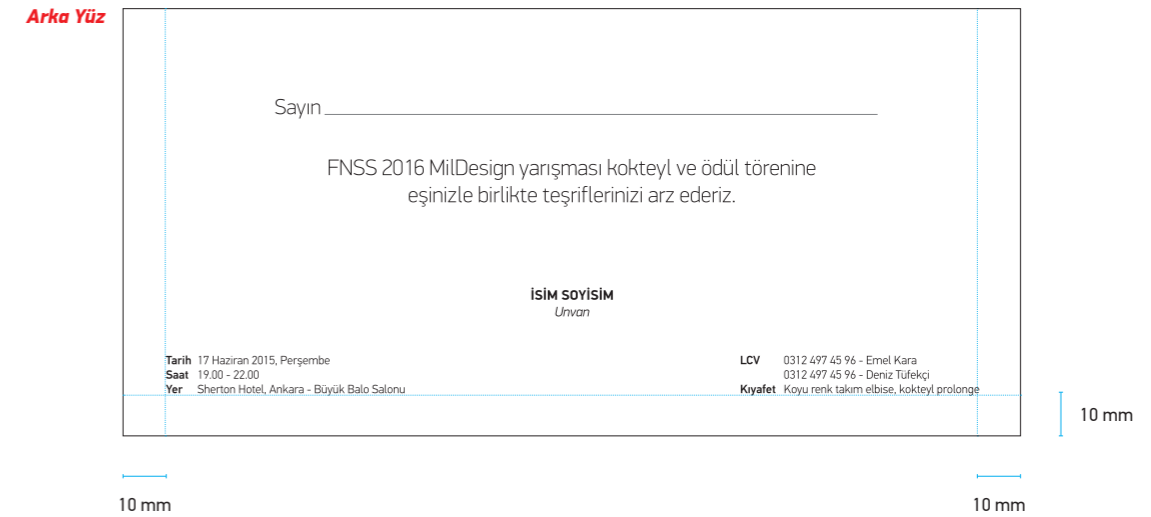 Arka Yüz
Sayın
FNSS 2016 MilDesign yarışması kokteyl ve ödül törenine
eşinizle birlikte teşriflerinizi arz ederiz.
İSİM SOYİSİM
Unvan
Tarih 17 Haziran 2015, Perşembe
Saat 19.00 - 22.00
Yer Sherton Hotel, Ankara - Büyük Balo Salonu
LCV 0312 497 45 96 - Emel Kara
0312 497 45 96 - Deniz Tüfekçi
Kıyafet Koyu renk takım elbise, kokteyl prolonge
10 mm
10 mm
10 mm